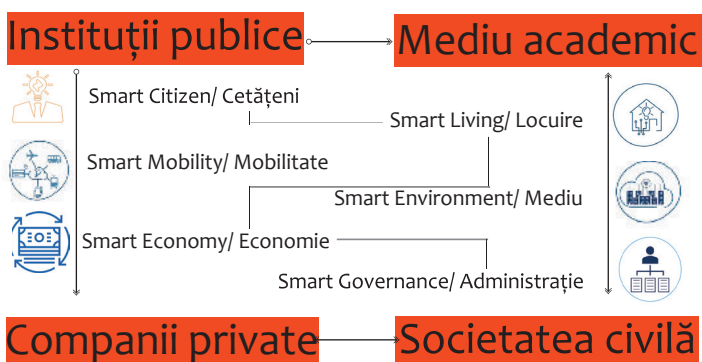 Instituții publice
Mediu academic
Smart Citizen/ Cetățeni
Smart Living/ Locuire
Smart Mobility/ Mobilitate
Smart Environment/ Mediu
Smart Economy/ Economie
Smart Governance/ Administrație
Companii private
Societatea civilă